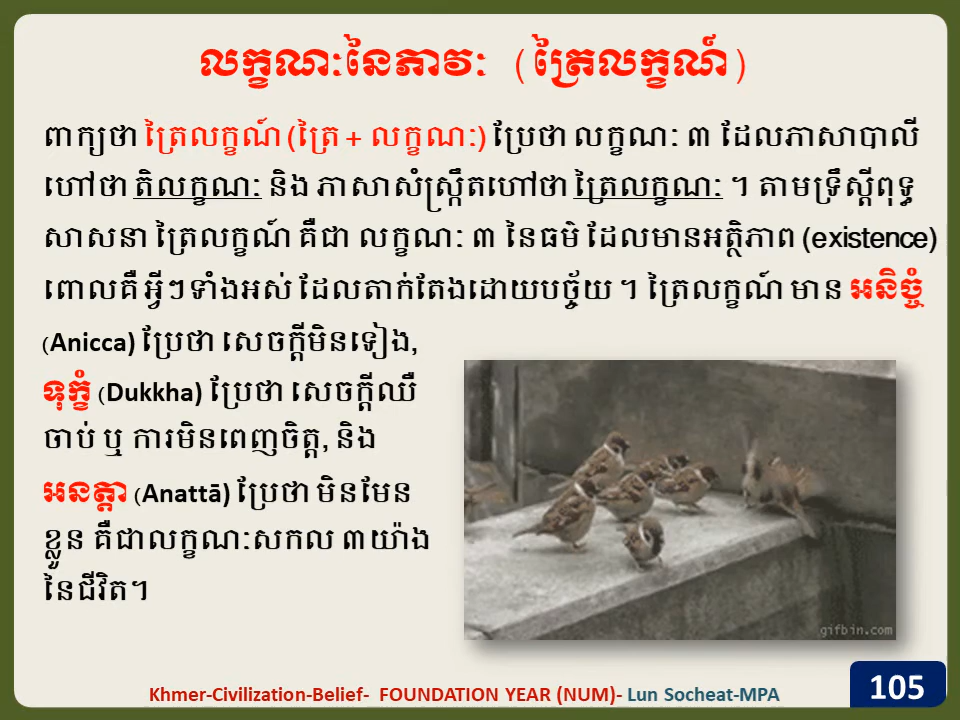 លក្ខណៈនៃភាវៈ (ត្រៃលក្ខណ៍)
ពាក្យថា ត្រៃលក្ខណ៍ (ត្រៃ + លក្ខណៈ) ប្រែថា លក្ខណៈ ៣ ដែលភាសាបាលី
ហៅថា តិលក្ខណៈ និង ភាសាសំស្ក្រឹតហៅថា ត្រៃលក្ខណៈ ។ តាមទ្រឹស្តីពុទ្ធ
សាសនា ត្រៃលក្ខណ៍ គឺជា លក្ខណៈ ៣ នៃធម៌ ដែលមានអត្ថិភាព (existence)
ពោលគឺ អ្វីៗទាំងអស់ ដែលតាក់តែងដោយបច្ច័យ ។ ត្រៃលក្ខណ៍ មាន អនិច្ចំ
(Anicca) ប្រែថា សេចក្តីមិនទៀង,
ទុក្ខំ (Dukkha) ប្រែថា សេចក្តីឈឺ
ចាប់ ឬ ការមិនពេញចិត្ត, និង
អនត្តា (Anattā) ប្រែថា មិនមែន
ខ្លួន គឺជាលក្ខណៈសកល ៣យ៉ាង
នៃជីវិត។
gifbin.com
Khmer-Civilization-Belief- FOUNDATION YEAR (NUM)- Lun Socheat-MPA
105